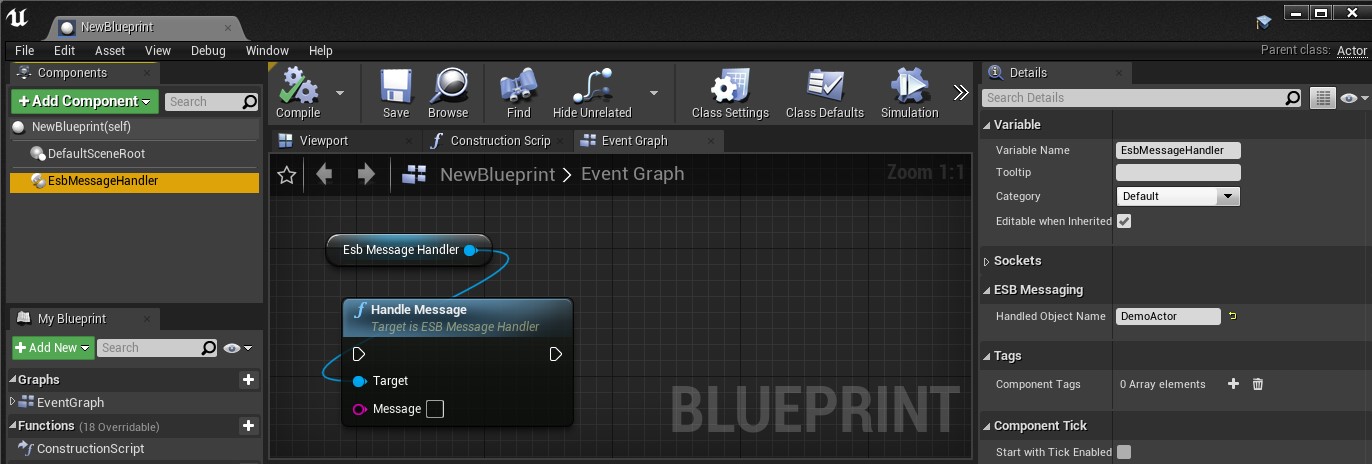 NewBlueprint
File Edit Asset View Debug Window Help
Parent class: Actor
Components
Add Component
Search
NewBlueprint(self)
DefaultSceneRoot
EsbMessageHandler
My Blueprint
Add New
Search
Graphs
EventGraph
Functions (18 Overridable)
ConstructionScript
Compile Save Browse Find Hide Unrelated Class Settings Class Defaults Simulation
Viewport Construction Scrip Event Graph
NewBlueprint > Event Graph
Zoom 1:1
Esb Message Handler
f Handle Message
Target is ESB Message Handler
Target
Message
BLUEPRINT
Details
Search Details
Variable
Variable Name EsbMessageHandler
Tooltip
Category Default
Editable when Inherited
Sockets
ESB Messaging
Handled Object Name DemoActor
Tags
Component Tags 0 Array elements
Component Tick
Start with Tick Enabled